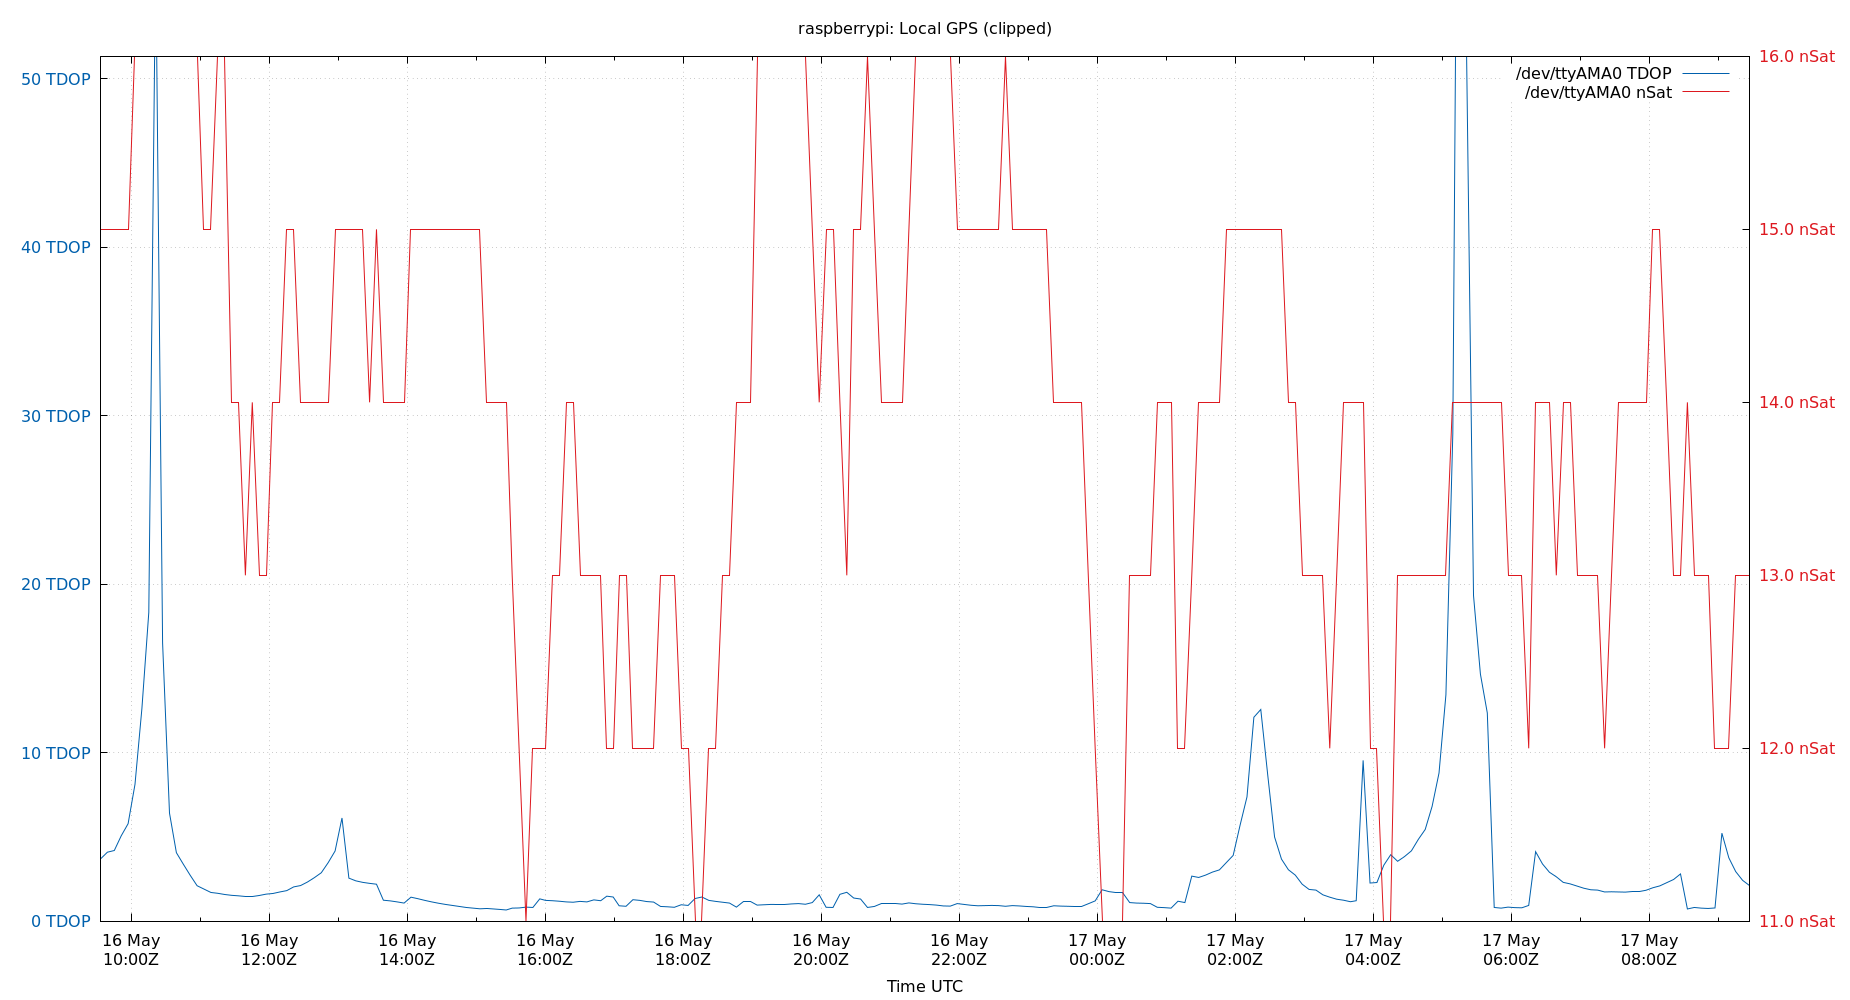 raspberrypi: Local GPS (clipped)
/dev/ttyAMA0 TDOP
/dev/ttyAMA0 nSat
50 TDOP
40 TDOP
30 TDOP
20 TDOP
10 TDOP
0 TDOP
16.0 nSat
15.0 nSat
14.0 nSat
13.0 nSat
12.0 nSat
11.0 nSat
16 May 16 May 16 May 16 May 16 May 16 May 16 May 17 May 17 May 17 May 17 May 17 May
10:00Z 12:00Z 14:00Z 16:00Z 18:00Z 20:00Z 22:00Z 00:00Z 02:00Z 04:00Z 06:00Z 08:00Z
Time UTC